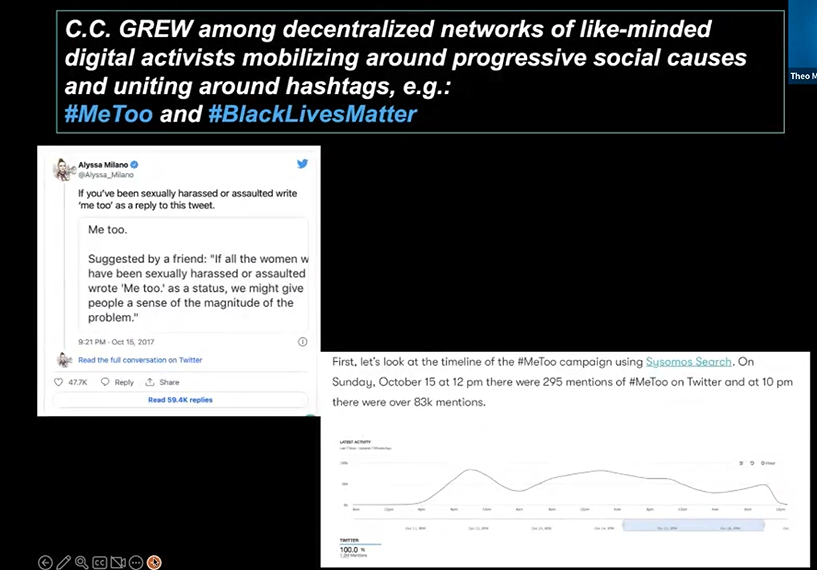 C.C. GREW among decentralized networks of like-minded
digital activists mobilizing around progressive social causes
and uniting around hashtags, e.g.:
#MeToo and #BlackLivesMatter
Theo M
Alyssa Milano
@Alyssa_Milano
If you've been sexually harassed or assaulted write
'me too' as a reply to this tweet.
Me too.
Suggested by a friend: "If all the women w
have been sexually harassed or assaulted
wrote 'Me too.' as a status, we might give
people a sense of the magnitude of the
problem."
9:21 PM · Oct 15, 2017
Read the full conversation on Twitter
47.7K Reply Share
Read 59.4K replies
First, let's look at the timeline of the #MeToo campaign using Sysomos Search. On
Sunday, October 15 at 12 pm there were 295 mentions of #MeToo on Twitter and at 10 pm
there were over 83k mentions.
LATEST ACTIVITY
TWITTER
100.0 %
1.2M Mentions
CC